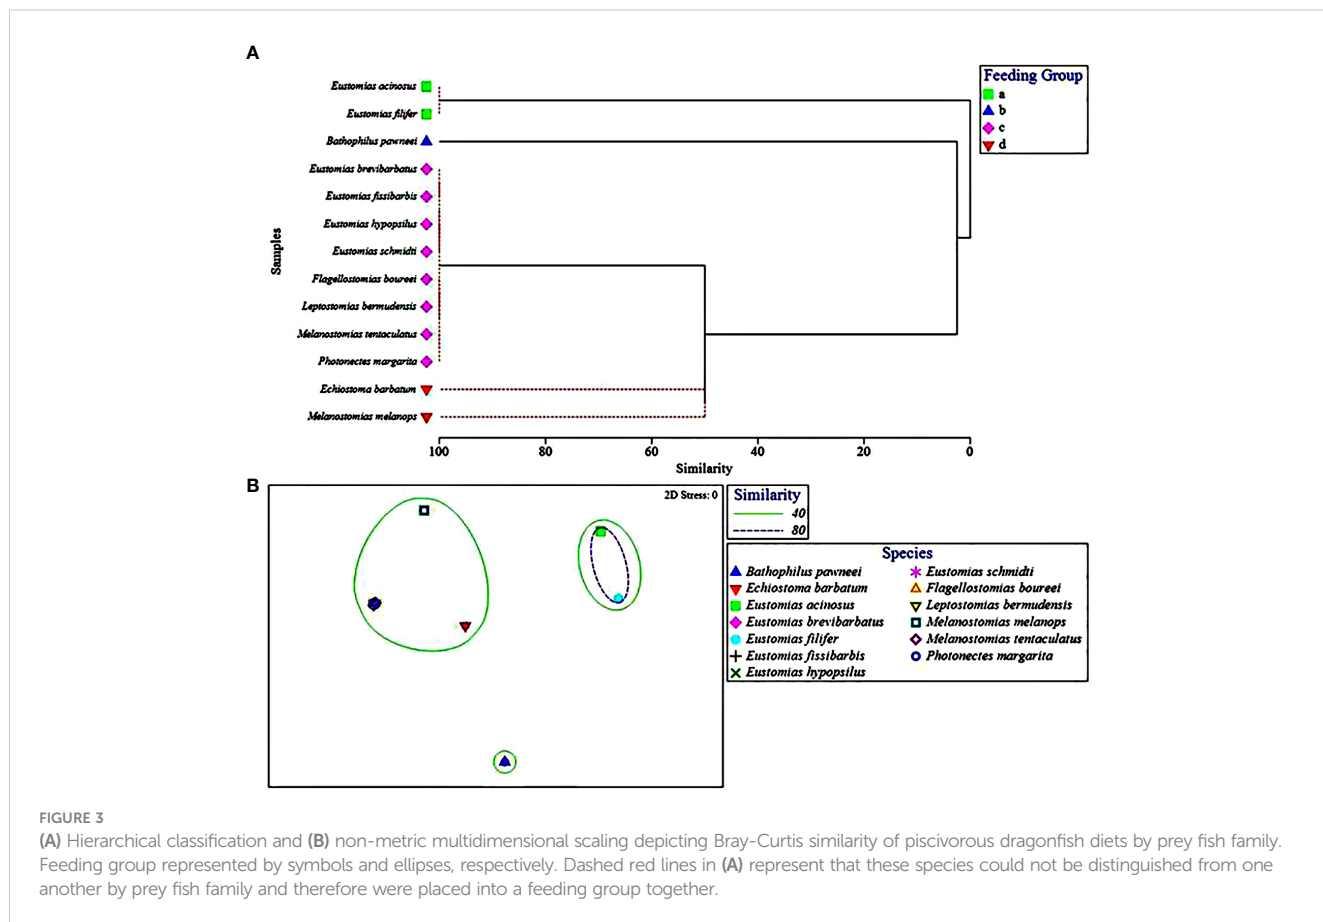 A
Eustomias acinosus
Eustomias filifer
Bathophilus pawneei
Eustomias brevibarbatus
Eustomias fissibarbis
Eustomias hypopsilus
Eustomias schmidti
Flagellostomias boureei
Leptostomias bermudensis
Melanostomias tentaculatus
Photonectes margarita
Echiostoma barbatum
Melanostomias melanops
Samples
100 80 60 40 20 0
Similarity
Feeding Group
a
b
c
d
B
2D Stress: 0
Similarity
40
80
Species
Bathophilus pawneei
Echiostoma barbatum
Eustomias acinosus
Eustomias brevibarbatus
Eustomias filifer
Eustomias fissibarbis
Eustomias hypopsilus
Eustomias schmidti
Flagellostomias boureei
Leptostomias bermudensis
Melanostomias melanops
Melanostomias tentaculatus
Photonectes margarita
FIGURE 3
(A) Hierarchical classification and (B) non-metric multidimensional scaling depicting Bray-Curtis similarity of piscivorous dragonfish diets by prey fish family.
Feeding group represented by symbols and ellipses, respectively. Dashed red lines in (A) represent that these species could not be distinguished from one
another by prey fish family and therefore were placed into a feeding group together.